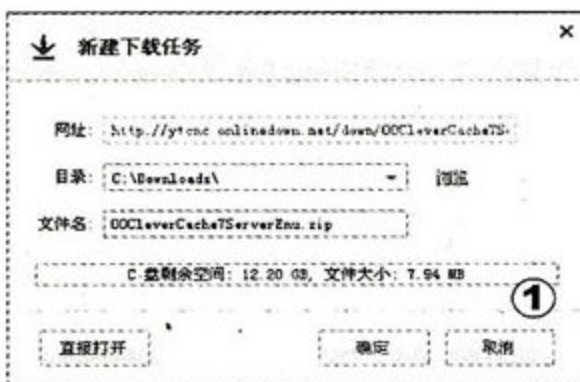 新建下载任务 ×
网址: http://ytcnc.onlinedown.net/down/OOCleverCache7S
目录: C:\Downloads\ 浏览
文件名: OOCleverCache7ServerEnu.zip
C 盘剩余空间: 12.20 GB, 文件大小: 7.94 MB
①
直接打开 确定 取消